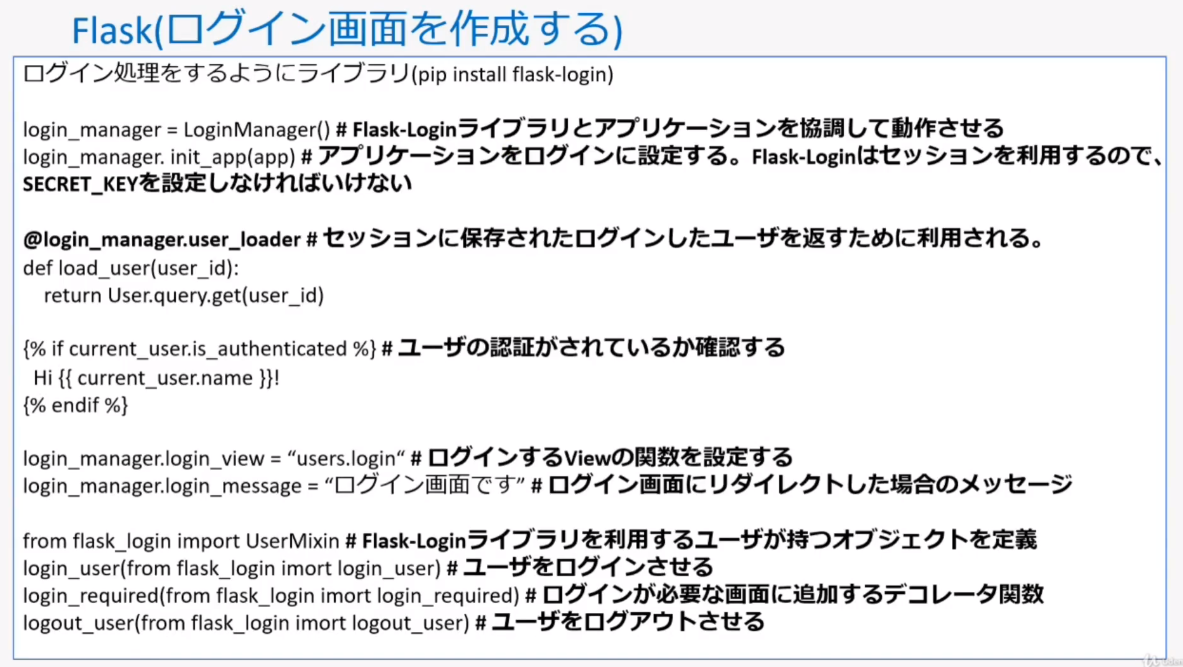 Flask(ログイン画面を作成する)
ログイン処理をするようにライブラリ(pip install flask-login)
login_manager = LoginManager() # Flask-Loginライブラリとアプリケーションを協調して動作させる
login_manager. init_app(app) # アプリケーションをログインに設定する。Flask-Loginはセッションを利用するので、
SECRET_KEYを設定しなければいけない
@login_manager.user_loader # セッションに保存されたログインしたユーザを返すために利用される。
def load_user(user_id):
    return User.query.get(user_id)
{% if current_user.is_authenticated %} # ユーザの認証がされているか確認する
  Hi {{ current_user.name }}!
{% endif %}
login_manager.login_view = “users.login“ # ログインするViewの関数を設定する
login_manager.login_message = “ログイン画面です” # ログイン画面にリダイレクトした場合のメッセージ
from flask_login import UserMixin # Flask-Loginライブラリを利用するユーザが持つオブジェクトを定義
login_user(from flask_login imort login_user) # ユーザをログインさせる
login_required(from flask_login imort login_required) # ログインが必要な画面に追加するデコレータ関数
logout_user(from flask_login imort logout_user) # ユーザをログアウトさせる